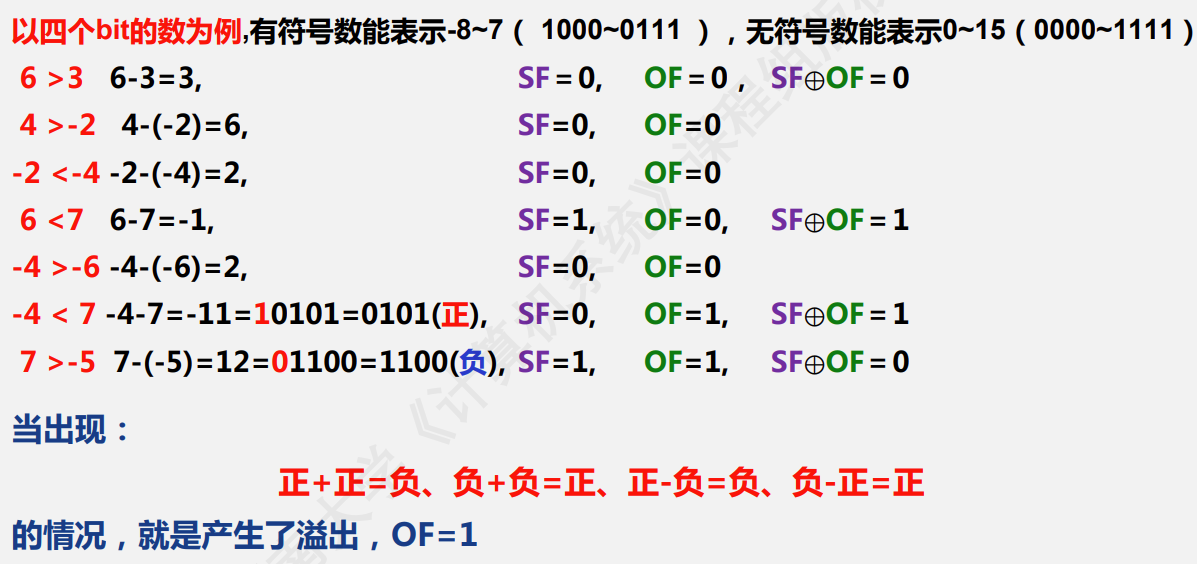 以四个bit的数为例,有符号数能表示-8~7（ 1000~0111 ），无符号数能表示0~15（0000~1111）
6 >3 6-3=3, SF=0, OF=0， SF⊕OF=0
4 >-2 4-(-2)=6, SF=0, OF=0
-2 <-4 -2-(-4)=2, SF=0, OF=0
6 <7 6-7=-1, SF=1, OF=0, SF⊕OF=1
-4 >-6 -4-(-6)=2, SF=0, OF=0
-4 < 7 -4-7=-11=10101=0101(正), SF=0, OF=1, SF⊕OF=1
7 >-5 7-(-5)=12=01100=1100(负), SF=1, OF=1, SF⊕OF=0
当出现：
正+正=负、负+负=正、正-负=负、负-正=正
的情况，就是产生了溢出，OF=1
大学《计算机系统》课程组版权